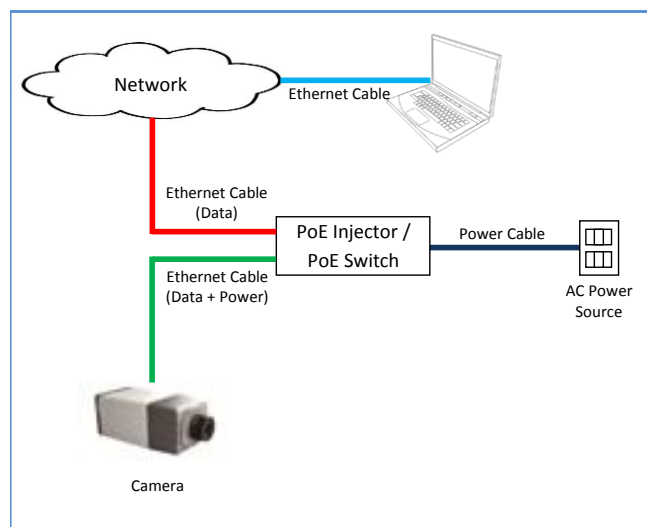 Network
Ethernet Cable
Ethernet Cable
(Data)
PoE Injector /
PoE Switch
Power Cable
Ethernet Cable
(Data + Power)
AC Power
Source
Camera